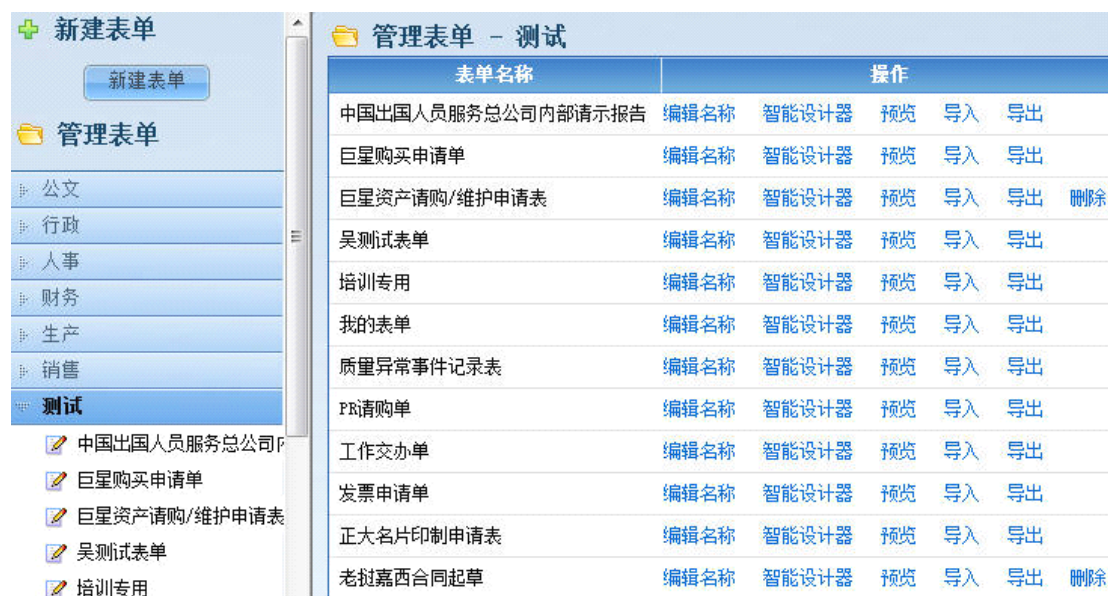 新建表单
新建表单
管理表单
公文
行政
人事
财务
生产
销售
测试
中国出国人员服务总公司内
巨星购买申请单
巨星资产请购/维护申请表
吴测试表单
培训专用
管理表单 - 测试
表单名称 操作
中国出国人员服务总公司内部请示报告 编辑名称 智能设计器 预览 导入 导出
巨星购买申请单 编辑名称 智能设计器 预览 导入 导出
巨星资产请购/维护申请表 编辑名称 智能设计器 预览 导入 导出 删除
吴测试表单 编辑名称 智能设计器 预览 导入 导出
培训专用 编辑名称 智能设计器 预览 导入 导出
我的表单 编辑名称 智能设计器 预览 导入 导出
质量异常事件记录表 编辑名称 智能设计器 预览 导入 导出
PR请购单 编辑名称 智能设计器 预览 导入 导出
工作交办单 编辑名称 智能设计器 预览 导入 导出
发票申请单 编辑名称 智能设计器 预览 导入 导出
正大名片印制申请表 编辑名称 智能设计器 预览 导入 导出
老挝嘉西合同起草 编辑名称 智能设计器 预览 导入 导出 删除